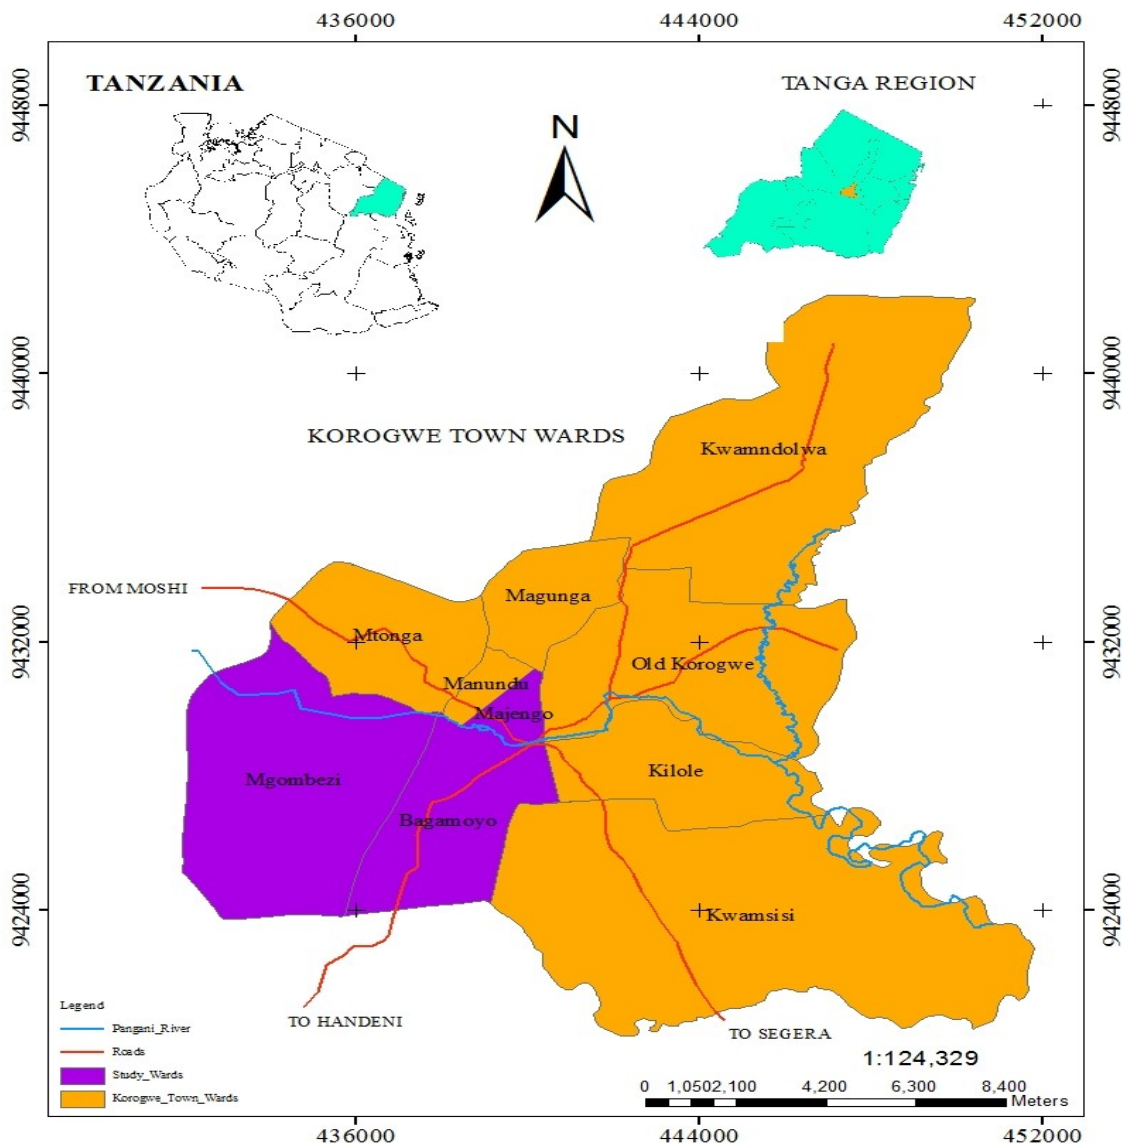 436000 444000 452000
TANZANIA
TANGA REGION
9448000 9448000
N
9440000 9440000
KOROGWE TOWN WARDS
Kwamndolwa
FROM MOSHI
Magunga
9432000 9432000
Mtonga
Old Korogwe
Manundu
Majengo
Kilole
Mgombezi
Bagamoyo
9424000 9424000
Kwamsisi
Legend
Pangani_River
Roads
Study_Wards
Korogwe_Town_Wards
TO HANDENI
TO SEGERA
1:124,329
0 1,050 2,100 4,200 6,300 8,400
Meters
436000 444000 452000